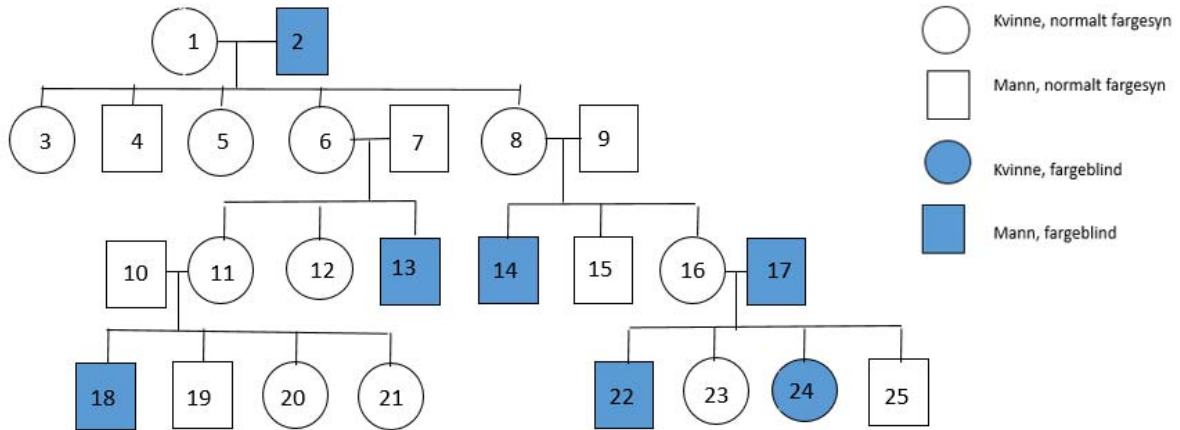 1 2
Kvinne, normalt fargesyn
Mann, normalt fargesyn
3 4 5 6 7 8 9
Kvinne, fargeblind
Mann, fargeblind
10 11 12 13 14 15 16 17
18 19 20 21 22 23 24 25